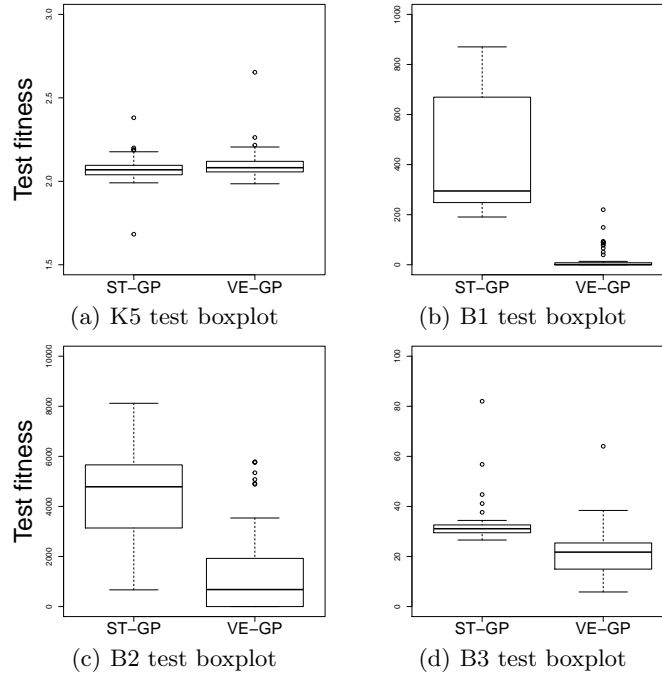 Test fitness
3.0
2.5
2.0
1.5
ST−GP VE−GP
(a) K5 test boxplot
1000
800
600
400
200
0
ST−GP VE−GP
(b) B1 test boxplot
Test fitness
10000
8000
6000
4000
2000
0
ST−GP VE−GP
(c) B2 test boxplot
100
80
60
40
20
0
ST−GP VE−GP
(d) B3 test boxplot